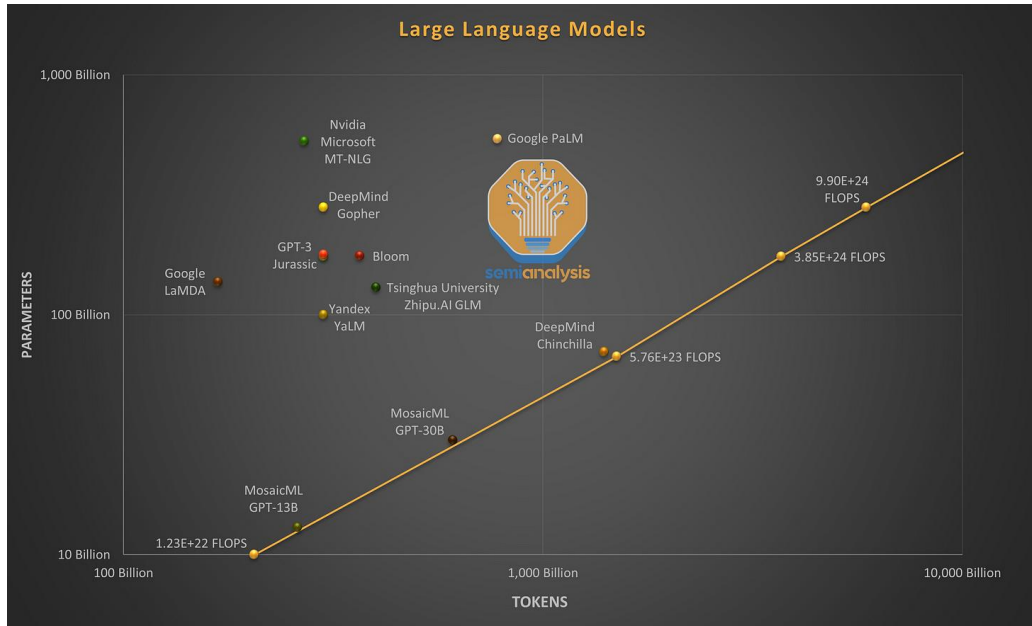 Large Language Models
1,000 Billion
Nvidia
Microsoft
MT-NLG
Google PaLM
DeepMind
Gopher
9.90E+24
FLOPS
GPT-3
Jurassic
Bloom
3.85E+24 FLOPS
semianalysis
Google
LaMDA
Tsinghua University
Zhipu.AI GLM
Yandex
YaLM
PARAMETERS
100 Billion
DeepMind
Chinchilla
5.76E+23 FLOPS
MosaicML
GPT-30B
MosaicML
GPT-13B
1.23E+22 FLOPS
10 Billion
100 Billion
1,000 Billion
10,000 Billion
TOKENS